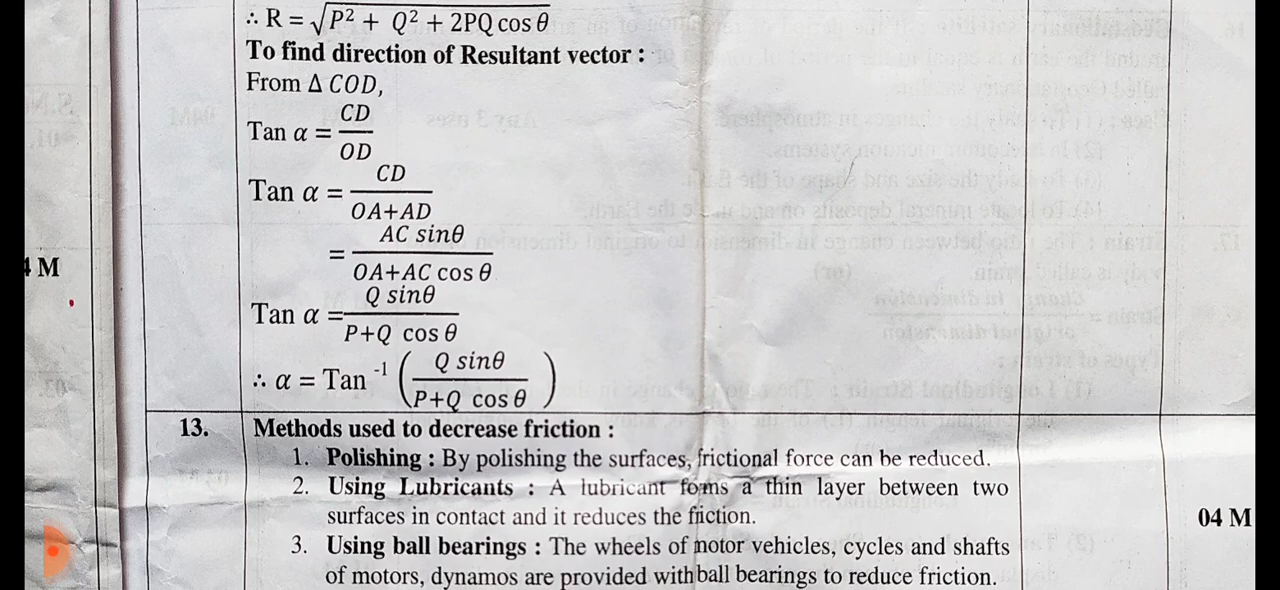 ∴ R = √P² + Q² + 2PQ cos θ
To find direction of Resultant vector :
From Δ COD,
Tan α = CD
OD
Tan α = CD
OA+AD
= AC sinθ
OA+AC cos θ
Tan α = Q sinθ
P+Q cos θ
∴ α = Tan -1 ( Q sinθ
P+Q cos θ )
M
13. Methods used to decrease friction :
1. Polishing : By polishing the surfaces, frictional force can be reduced.
2. Using Lubricants : A lubricant foms a thin layer between two
surfaces in contact and it reduces the friction.
04 M
3. Using ball bearings : The wheels of motor vehicles, cycles and shafts
of motors, dynamos are provided with ball bearings to reduce friction.